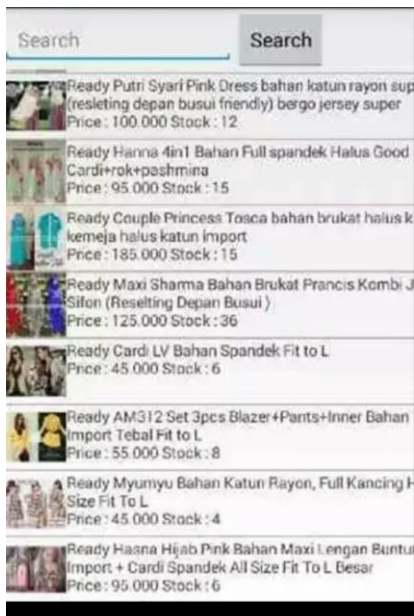 Search
Search
Ready Putri Syari Pink Dress bahan katun rayon sup
(resleting depan busui friendly) bergo jersey super
Price : 100.000 Stock : 12
Ready Hanna 4in1 Bahan Full spandek Halus Good
Cardi+rok+pashmina
Price : 95.000 Stock : 15
Ready Couple Princess Tosca bahan brukat halus k
kemeja halus katun import
Price : 185.000 Stock : 15
Ready Maxi Sharma Bahan Brukat Prancis Kombi J
Sifon (Reselting Depan Busui )
Price : 125.000 Stock : 36
Ready Cardi LV Bahan Spandek Fit to L
Price : 45.000 Stock : 6
Ready AM312 Set 3pcs Blazer+Pants+Inner Bahan
Import Tebal Fit to L
Price : 55.000 Stock : 8
Ready Myumyu Bahan Katun Rayon, Full Kancing H
Size Fit To L
Price : 45.000 Stock : 4
Ready Hasna Hijab Pink Bahan Maxi Lengan Buntu
Import + Cardi Spandek All Size Fit To L Besar
Price : 95.000 Stock : 6